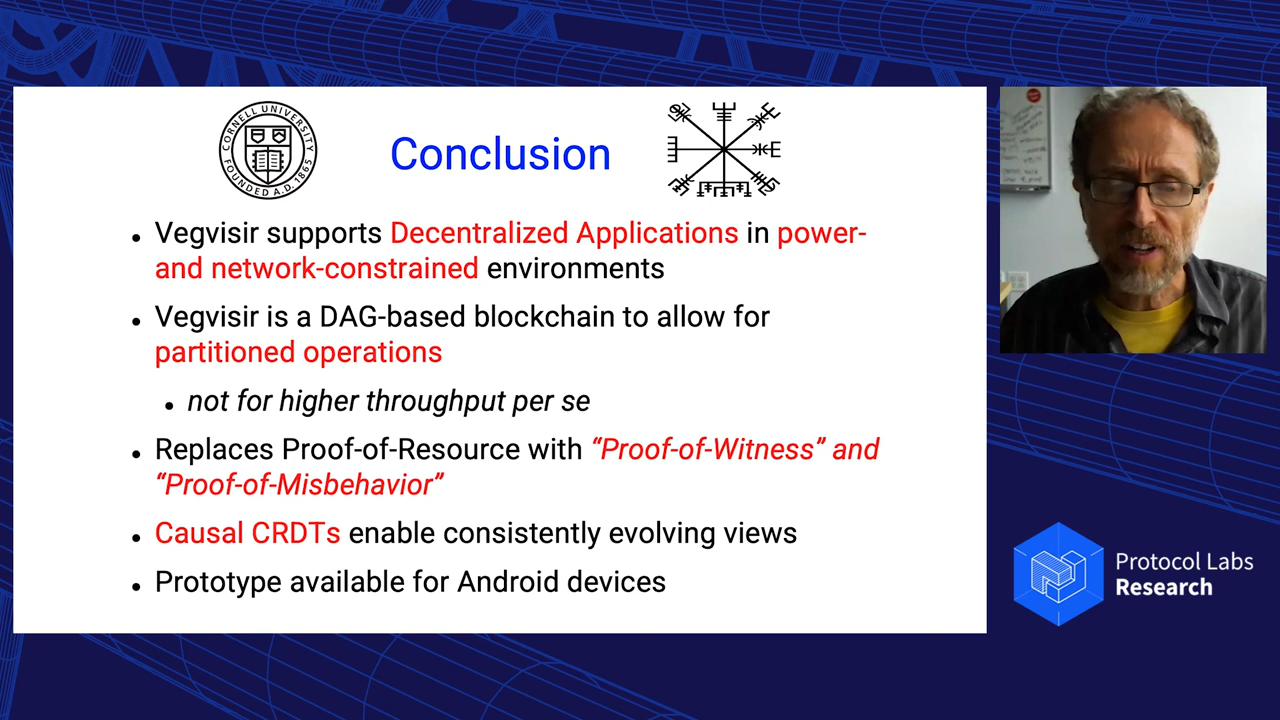 CORNELL UNIVERSITY
FOUNDED A.D. 1865
Conclusion
• Vegvisir supports Decentralized Applications in power-
and network-constrained environments
• Vegvisir is a DAG-based blockchain to allow for
partitioned operations
• not for higher throughput per se
• Replaces Proof-of-Resource with “Proof-of-Witness” and
“Proof-of-Misbehavior”
• Causal CRDTs enable consistently evolving views
• Prototype available for Android devices
Protocol Labs
Research